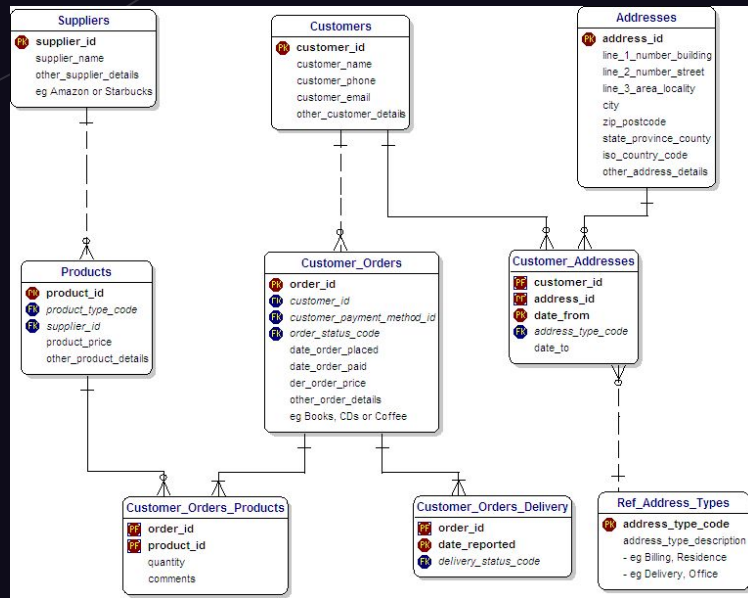 Suppliers
PK supplier_id
supplier_name
other_supplier_details
eg Amazon or Starbucks
Customers
PK customer_id
customer_name
customer_phone
customer_email
other_customer_details
Addresses
PK address_id
line_1_number_building
line_2_number_street
line_3_area_locality
city
zip_postcode
state_province_county
iso_country_code
other_address_details
Products
PK product_id
FK product_type_code
FK supplier_id
product_price
other_product_details
Customer_Orders
PK order_id
FK customer_id
FK customer_payment_method_id
FK order_status_code
date_order_placed
date_order_paid
der_order_price
other_order_details
eg Books, CDs or Coffee
Customer_Addresses
PF customer_id
PF address_id
PK date_from
FK address_type_code
date_to
Customer_Orders_Products
PF order_id
PF product_id
quantity
comments
Customer_Orders_Delivery
PF order_id
PK date_reported
FK delivery_status_code
Ref_Address_Types
PK address_type_code
address_type_description
- eg Billing, Residence
- eg Delivery, Office